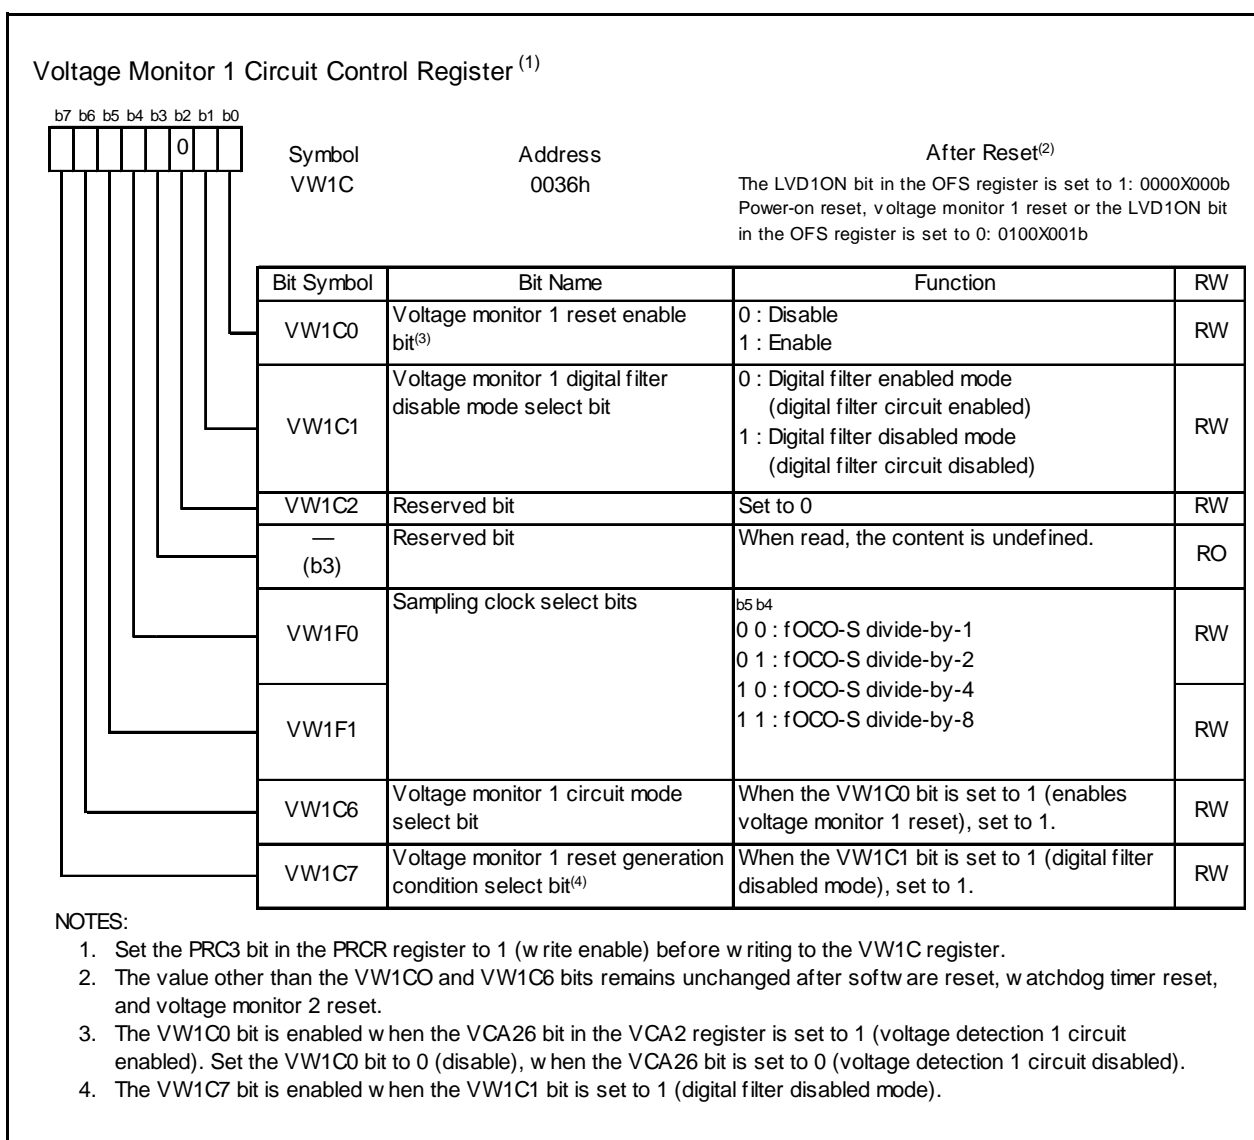 Voltage Monitor 1 Circuit Control Register (1)
b7 b6 b5 b4 b3 b2 b1 b0
0
Symbol Address After Reset(2)
VW1C 0036h The LVD1ON bit in the OFS register is set to 1: 0000X000b
Power-on reset, voltage monitor 1 reset or the LVD1ON bit
in the OFS register is set to 0: 0100X001b
Bit Symbol Bit Name Function RW
VW1C0 Voltage monitor 1 reset enable
bit(3)
0 : Disable
1 : Enable
RW
VW1C1 Voltage monitor 1 digital filter
disable mode select bit
0 : Digital filter enabled mode
(digital filter circuit enabled)
1 : Digital filter disabled mode
(digital filter circuit disabled)
RW
VW1C2 Reserved bit Set to 0 RW
—
(b3)
Reserved bit When read, the content is undefined. RO
VW1F0 Sampling clock select bits
b5 b4
0 0 : fOCO-S divide-by-1
0 1 : fOCO-S divide-by-2
1 0 : fOCO-S divide-by-4
1 1 : fOCO-S divide-by-8
RW
VW1F1 RW
VW1C6 Voltage monitor 1 circuit mode
select bit
When the VW1C0 bit is set to 1 (enables
voltage monitor 1 reset), set to 1.
RW
VW1C7 Voltage monitor 1 reset generation
condition select bit(4)
When the VW1C1 bit is set to 1 (digital filter
disabled mode), set to 1.
RW
NOTES:
1. Set the PRC3 bit in the PRCR register to 1 (write enable) before writing to the VW1C register.
2. The value other than the VW1CO and VW1C6 bits remains unchanged after software reset, watchdog timer reset,
and voltage monitor 2 reset.
3. The VW1C0 bit is enabled when the VCA26 bit in the VCA2 register is set to 1 (voltage detection 1 circuit
enabled). Set the VW1C0 bit to 0 (disable), when the VCA26 bit is set to 0 (voltage detection 1 circuit disabled).
4. The VW1C7 bit is enabled when the VW1C1 bit is set to 1 (digital filter disabled mode).